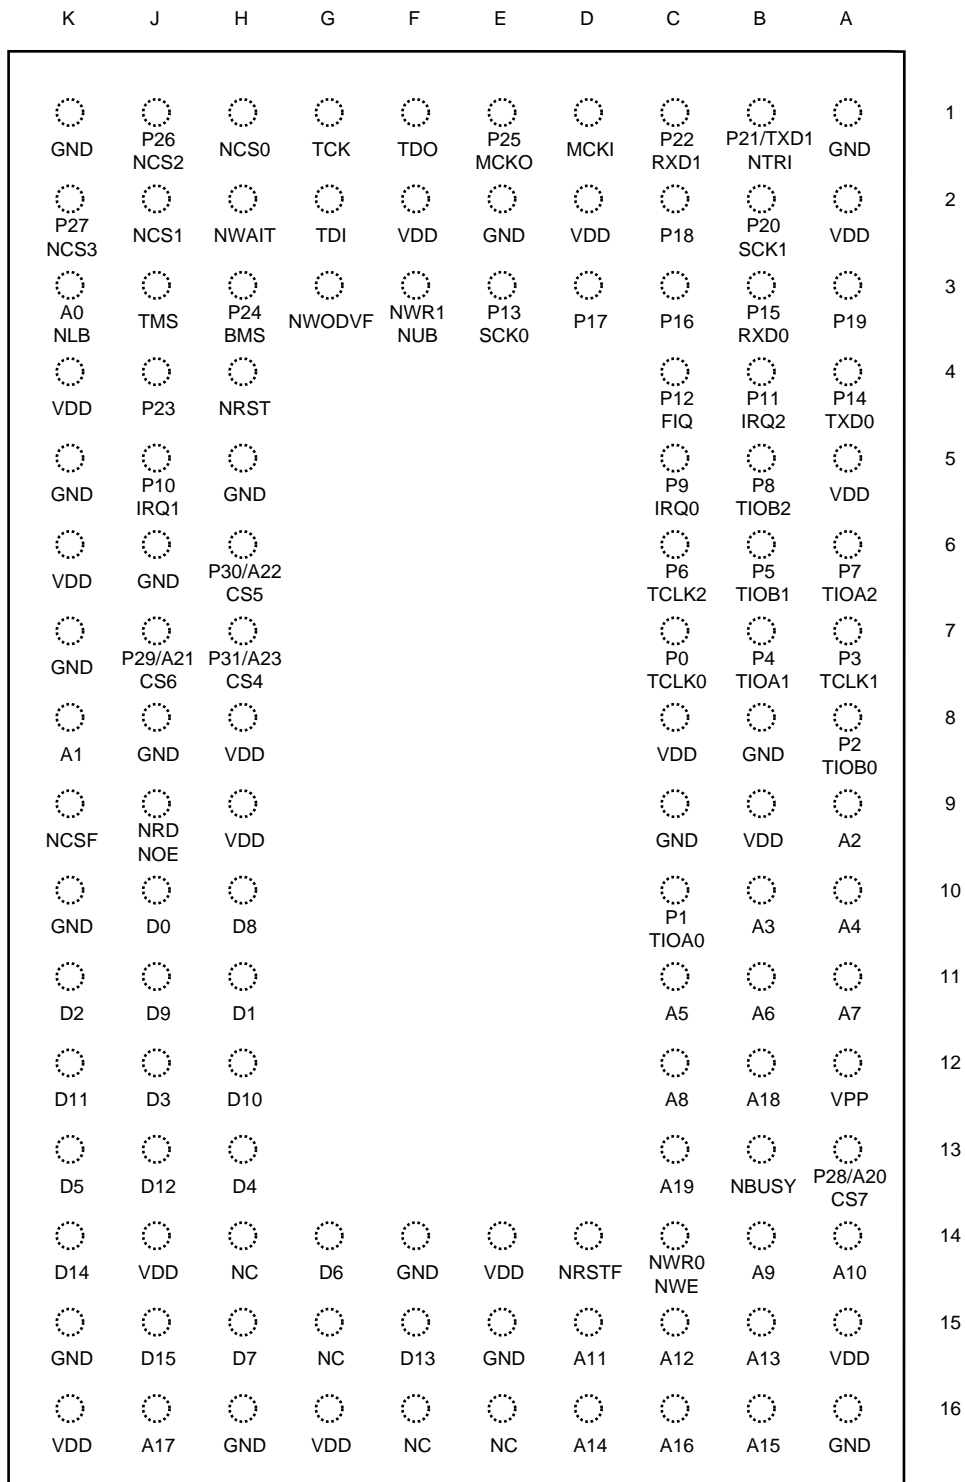 K J H G F E D C B A
1
GND P26 NCS0 TCK TDO P25 MCKI P22 P21/TXD1 GND
NCS2 MCKO RXD1 NTRI
2
P27 NCS1 NWAIT TDI VDD GND VDD P18 P20 VDD
NCS3 SCK1
3
A0 TMS P24 NWODVF NWR1 P13 P17 P16 P15 P19
NLB BMS NUB SCK0 RXD0
4
VDD P23 NRST P12 P11 P14
FIQ IRQ2 TXD0
5
GND P10 GND P9 P8 VDD
IRQ1 IRQ0 TIOB2
6
VDD GND P30/A22 P6 P5 P7
CS5 TCLK2 TIOB1 TIOA2
7
GND P29/A21 P31/A23 P0 P4 P3
CS6 CS4 TCLK0 TIOA1 TCLK1
8
A1 GND VDD VDD GND P2
TIOB0
9
NCSF NRD VDD GND VDD A2
NOE
10
GND D0 D8 P1 A3 A4
TIOA0
11
D2 D9 D1 A5 A6 A7
12
D11 D3 D10 A8 A18 VPP
13
D5 D12 D4 A19 NBUSY P28/A20
CS7
14
D14 VDD NC D6 GND VDD NRSTF NWR0 A9 A10
NWE
15
GND D15 D7 NC D13 GND A11 A12 A13 VDD
16
VDD A17 GND VDD NC NC A14 A16 A15 GND